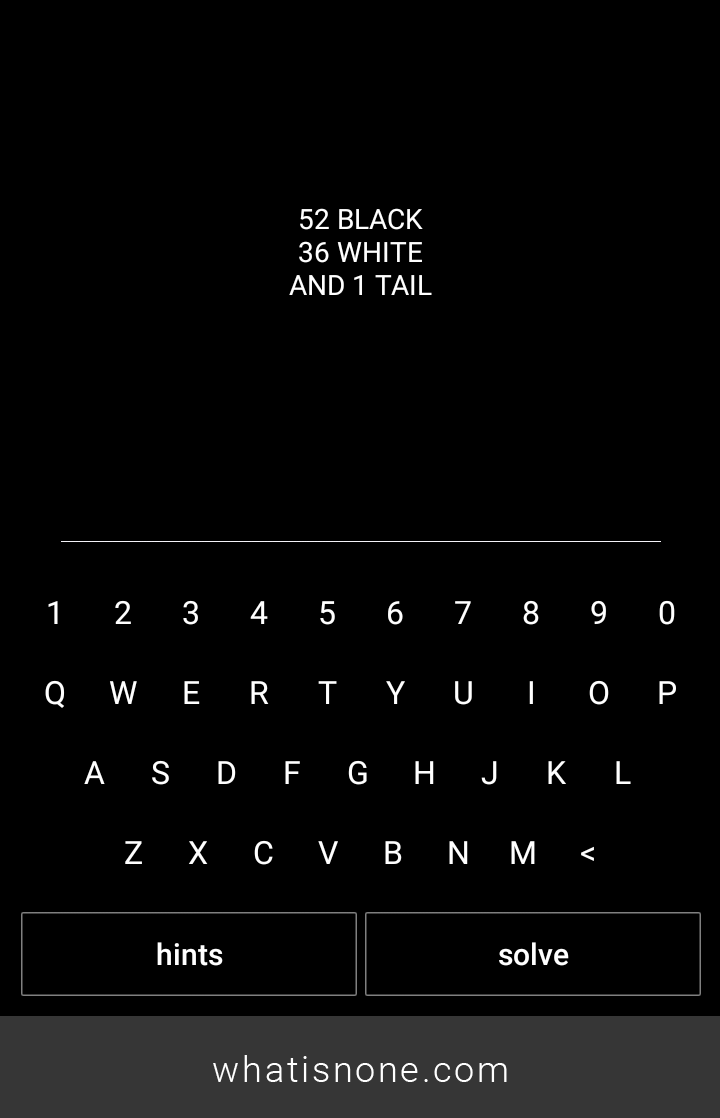 52 BLACK
36 WHITE
AND 1 TAIL
1 2 3 4 5 6 7 8 9 0
Q W E R T Y U I O P
A S D F G H J K L
Z X C V B N M <
hints solve
whatisnone.com